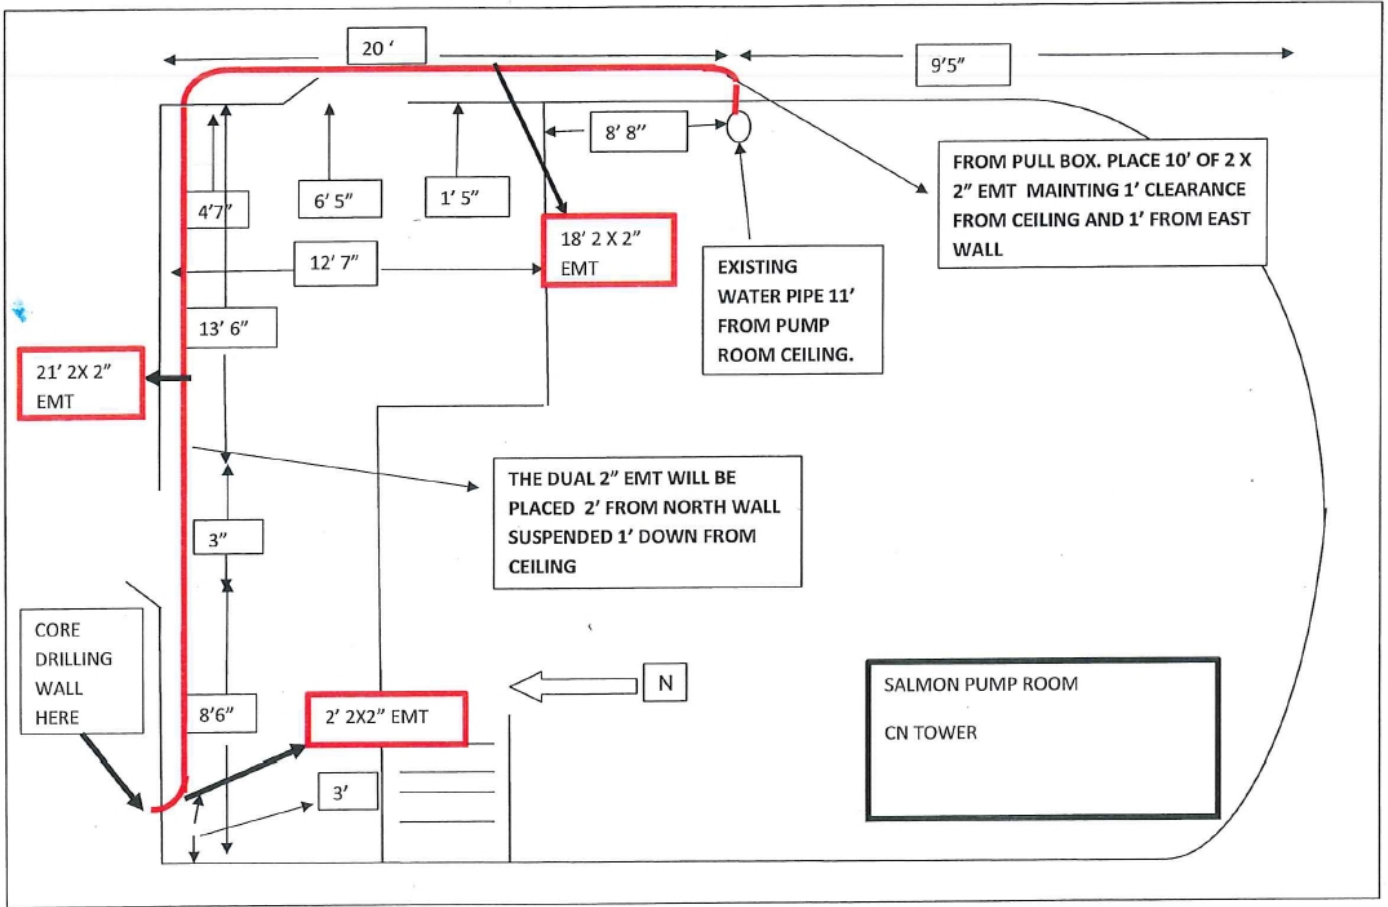 20 ‘
9’5”
8’ 8”
FROM PULL BOX. PLACE 10’ OF 2 X
2” EMT MAINTING 1’ CLEARANCE
FROM CEILING AND 1’ FROM EAST
WALL
4’7”
6’ 5”
1’ 5”
18’ 2 X 2”
EMT
12’ 7”
EXISTING
WATER PIPE 11’
FROM PUMP
ROOM CEILING.
13’ 6”
21’ 2X 2”
EMT
THE DUAL 2” EMT WILL BE
PLACED 2’ FROM NORTH WALL
SUSPENDED 1’ DOWN FROM
CEILING
3”
CORE
DRILLING
WALL
HERE
N
SALMON PUMP ROOM
CN TOWER
8’6”
2’ 2X2” EMT
3’